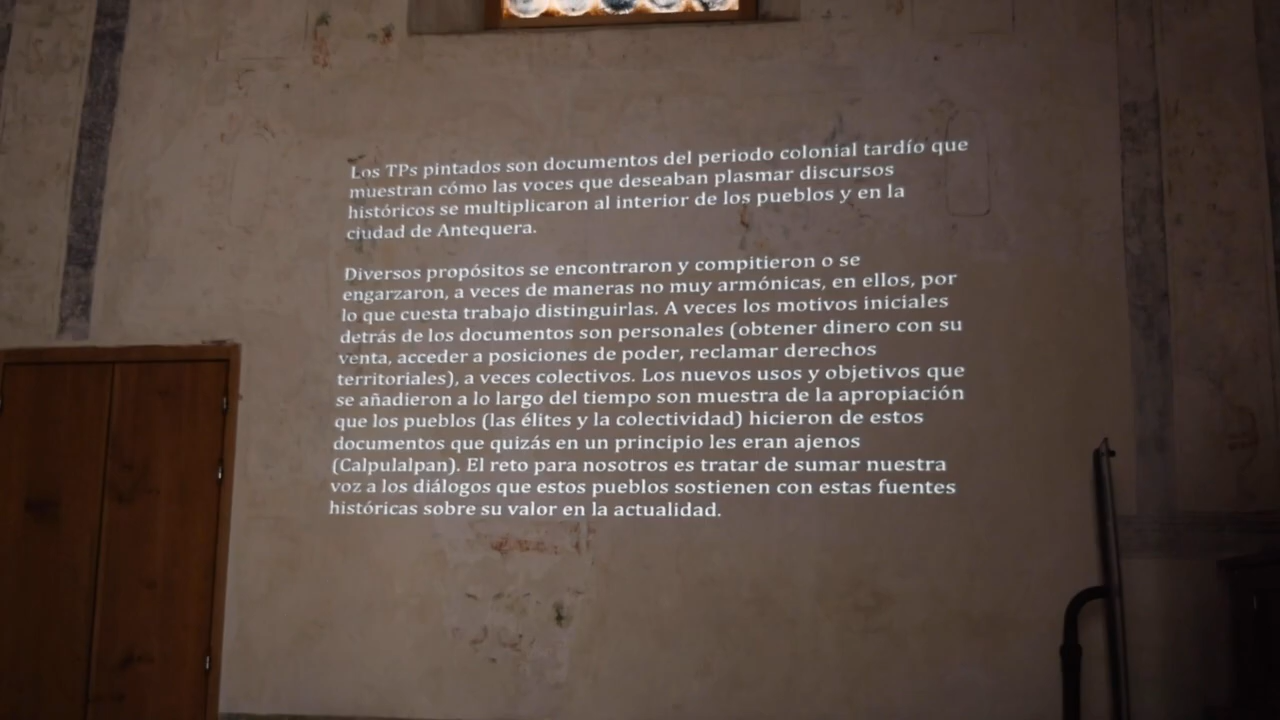 Los TPs pintados son documentos del periodo colonial tardío que
muestran cómo las voces que deseaban plasmar discursos
históricos se multiplicaron al interior de los pueblos y en la
ciudad de Antequera.
Diversos propósitos se encontraron y compitieron o se
engarzaron, a veces de maneras no muy armónicas, en ellos, por
lo que cuesta trabajo distinguirlas. A veces los motivos iniciales
detrás de los documentos son personales (obtener dinero con su
venta, acceder a posiciones de poder, reclamar derechos
territoriales), a veces colectivos. Los nuevos usos y objetivos que
se añadieron a lo largo del tiempo son muestra de la apropiación
que los pueblos (las élites y la colectividad) hicieron de estos
documentos que quizás en un principio les eran ajenos
(Calpulalpan). El reto para nosotros es tratar de sumar nuestra
voz a los diálogos que estos pueblos sostienen con estas fuentes
históricas sobre su valor en la actualidad.